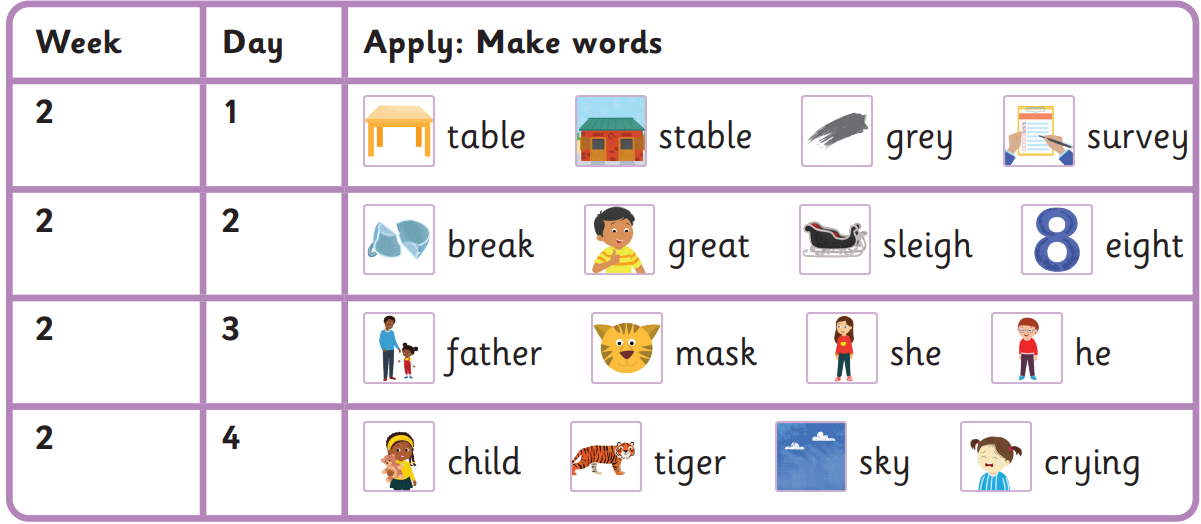 Week Day Apply: Make words
2 1 table stable grey survey
2 2 break great sleigh 8 eight
2 3 father mask she he
2 4 child tiger sky crying